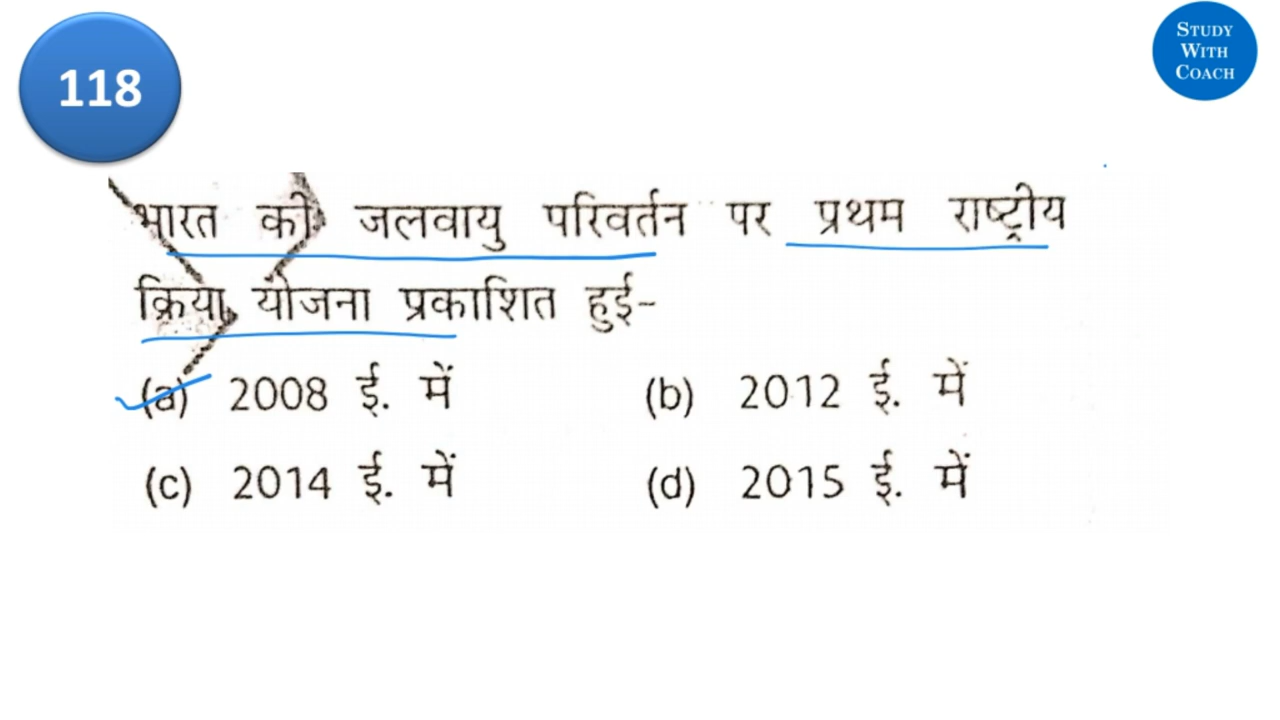 118
STUDY
WITH
COACH
भारत की जलवायु परिवर्तन पर प्रथम राष्ट्रीय
क्रिया योजना प्रकाशित हुई-
(a) 2008 ई. में (b) 2012 ई. में
(c) 2014 ई. में (d) 2015 ई. में